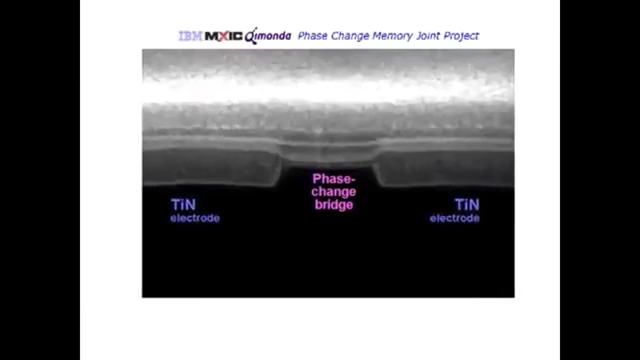 IBM MXIC Qimonda Phase Change Memory Joint Project
Phase-
change
bridge
TiN
electrode
TiN
electrode